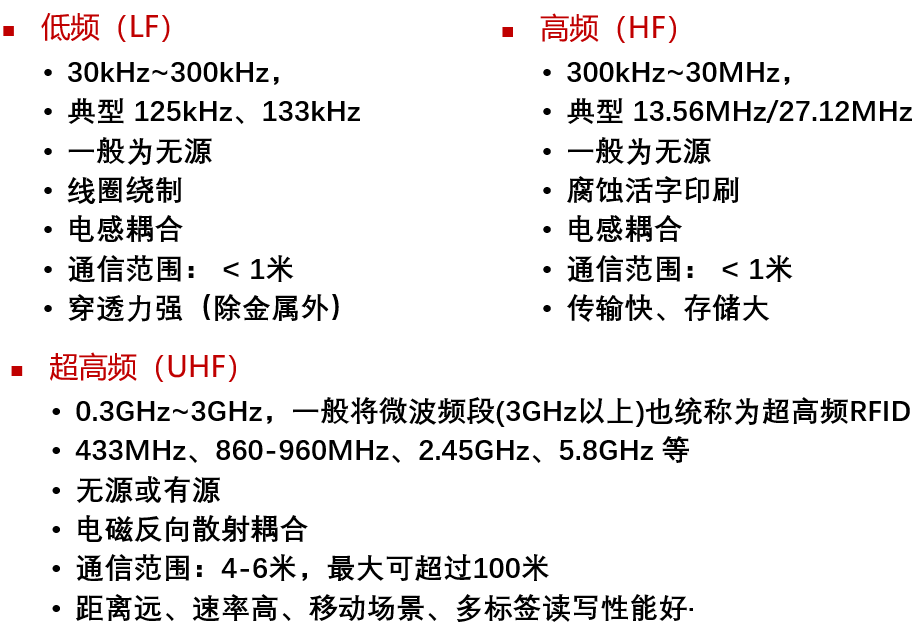 低频（LF）
• 30kHz~300kHz，
• 典型 125kHz、133kHz
• 一般为无源
• 线圈绕制
• 电感耦合
• 通信范围： < 1米
• 穿透力强（除金属外）
高频（HF）
• 300kHz~30MHz，
• 典型 13.56MHz/27.12MHz
• 一般为无源
• 腐蚀活字印刷
• 电感耦合
• 通信范围： < 1米
• 传输快、存储大
超高频（UHF）
• 0.3GHz~3GHz，一般将微波频段(3GHz以上)也统称为超高频RFID
• 433MHz、860-960MHz、2.45GHz、5.8GHz 等
• 无源或有源
• 电磁反向散射耦合
• 通信范围：4-6米，最大可超过100米
• 距离远、速率高、移动场景、多标签读写性能好·